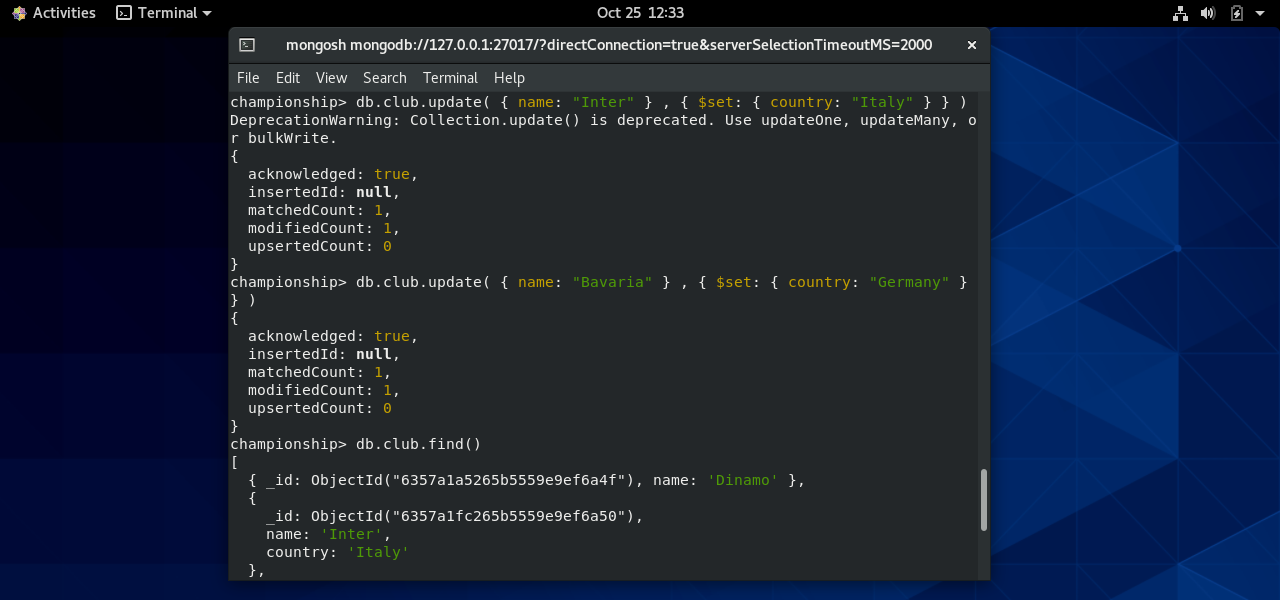 Activities Terminal Oct 25 12:33
mongosh mongodb://127.0.0.1:27017/?directConnection=true&serverSelectionTimeoutMS=2000 ×
File Edit View Search Terminal Help
championship> db.club.update( { name: "Inter" } , { $set: { country: "Italy" } } )
DeprecationWarning: Collection.update() is deprecated. Use updateOne, updateMany, o
r bulkWrite.
{
  acknowledged: true,
  insertedId: null,
  matchedCount: 1,
  modifiedCount: 1,
  upsertedCount: 0
}
championship> db.club.update( { name: "Bavaria" } , { $set: { country: "Germany" }
} )
{
  acknowledged: true,
  insertedId: null,
  matchedCount: 1,
  modifiedCount: 1,
  upsertedCount: 0
}
championship> db.club.find()
[
  { _id: ObjectId("6357a1a5265b5559e9ef6a4f"), name: 'Dinamo' },
  {
    _id: ObjectId("6357a1fc265b5559e9ef6a50"),
    name: 'Inter',
    country: 'Italy'
  },